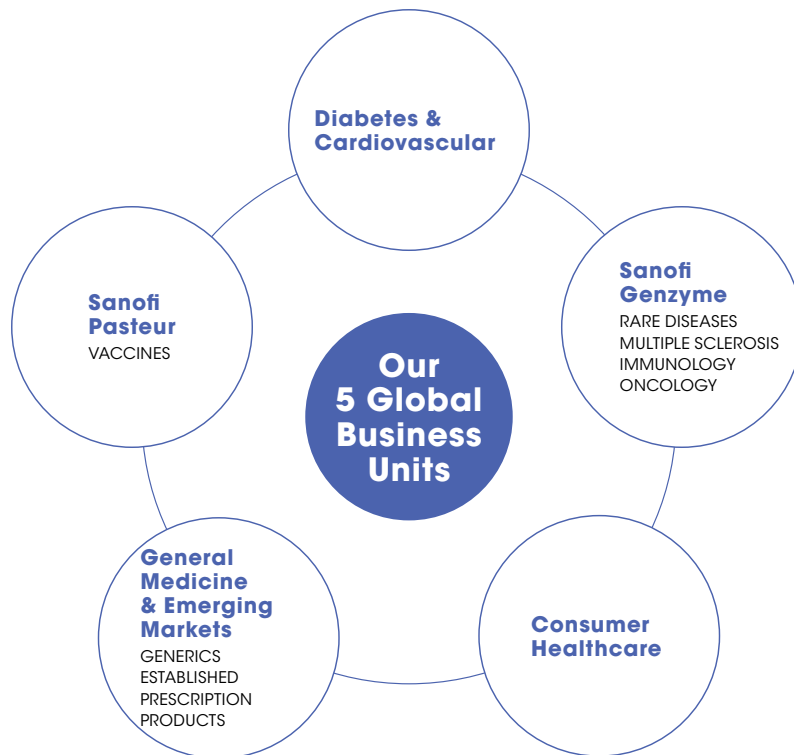 Diabetes &
Cardiovascular
Sanofi
Genzyme
RARE DISEASES
MULTIPLE SCLEROSIS
IMMUNOLOGY
ONCOLOGY
Sanofi
Pasteur
VACCINES
Our
5 Global
Business
Units
General
Medicine
& Emerging
Markets
GENERICS
ESTABLISHED
PRESCRIPTION
PRODUCTS
Consumer
Healthcare